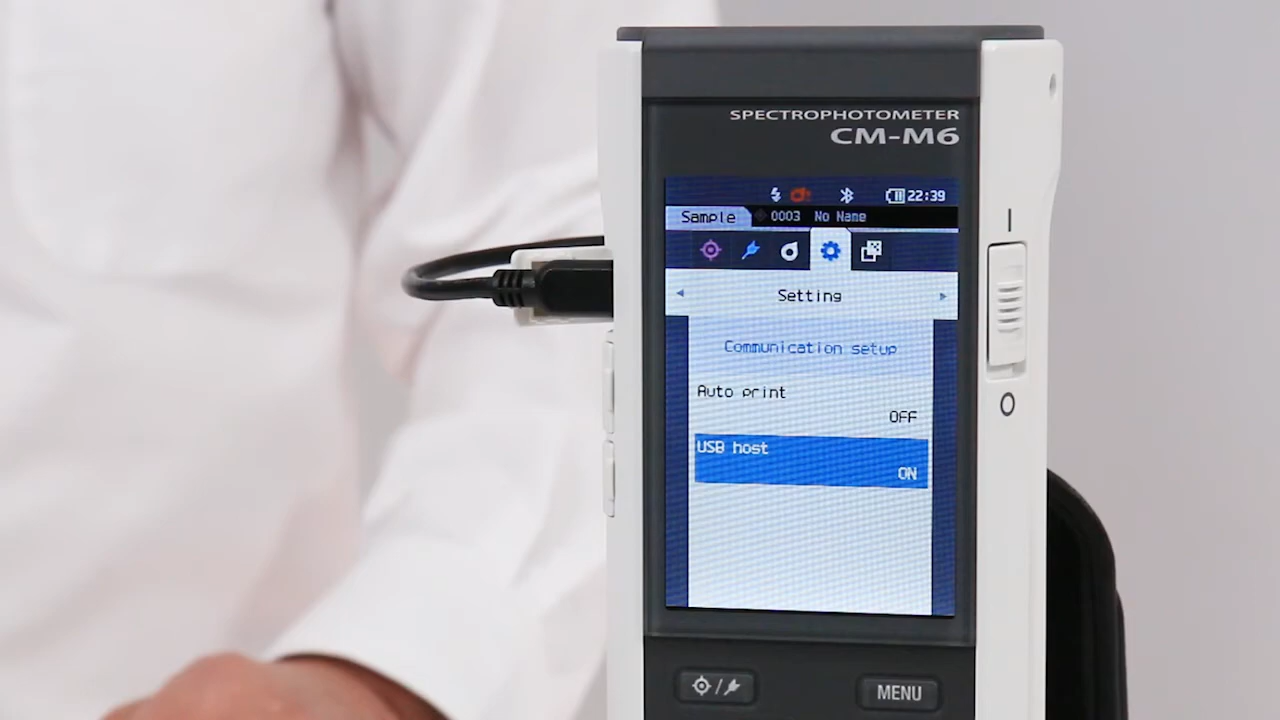 SPECTROPHOTOMETER
CM-M6
22:39
Sample 0003 No Name
Setting
Communication setup
Auto print
OFF
USB host
ON
MENU